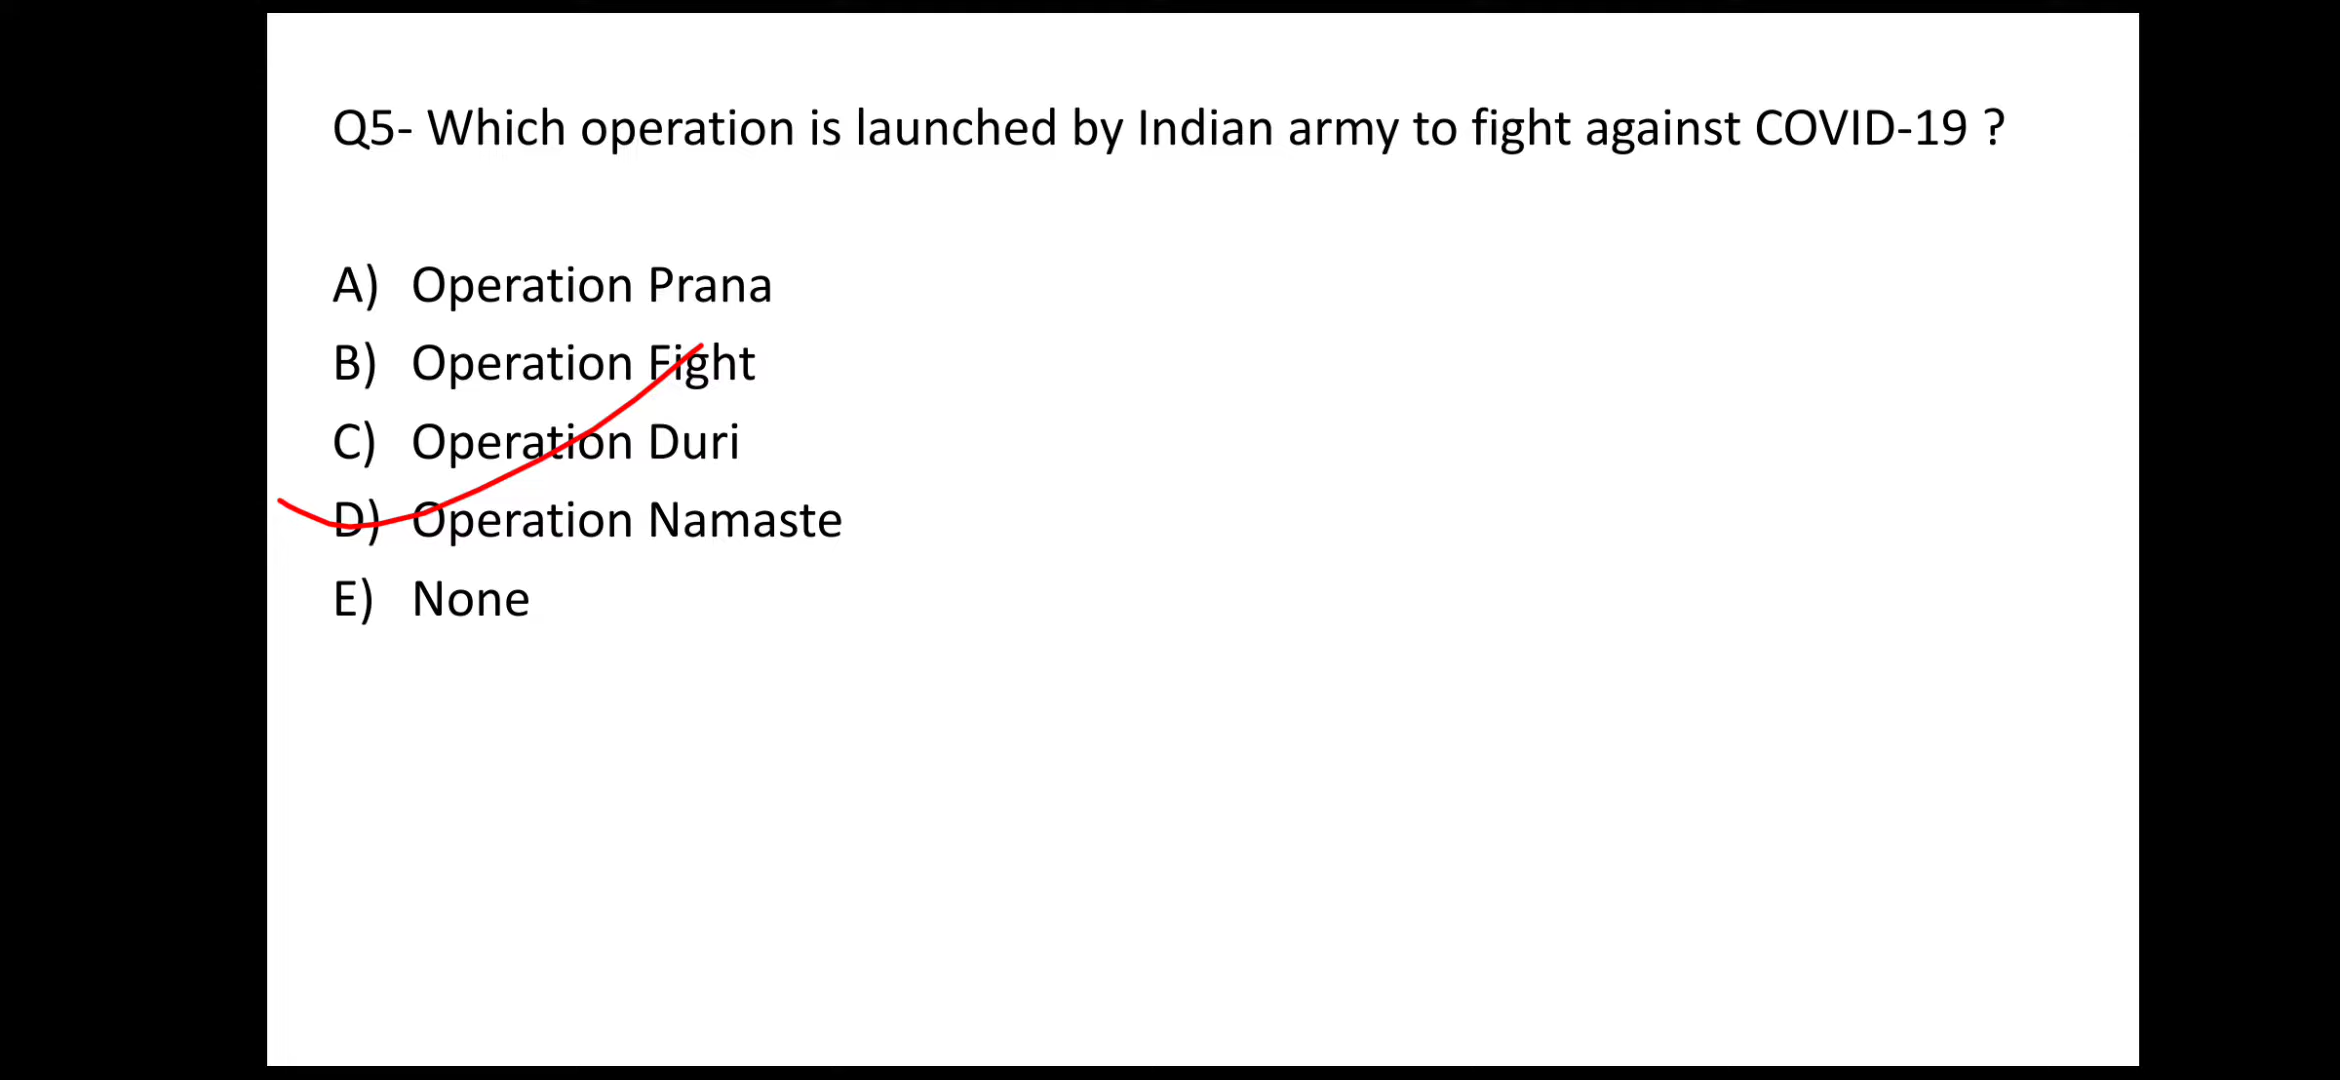 Q5- Which operation is launched by Indian army to fight against COVID-19 ?
A) Operation Prana
B) Operation Fight
C) Operation Duri
D) Operation Namaste
E) None